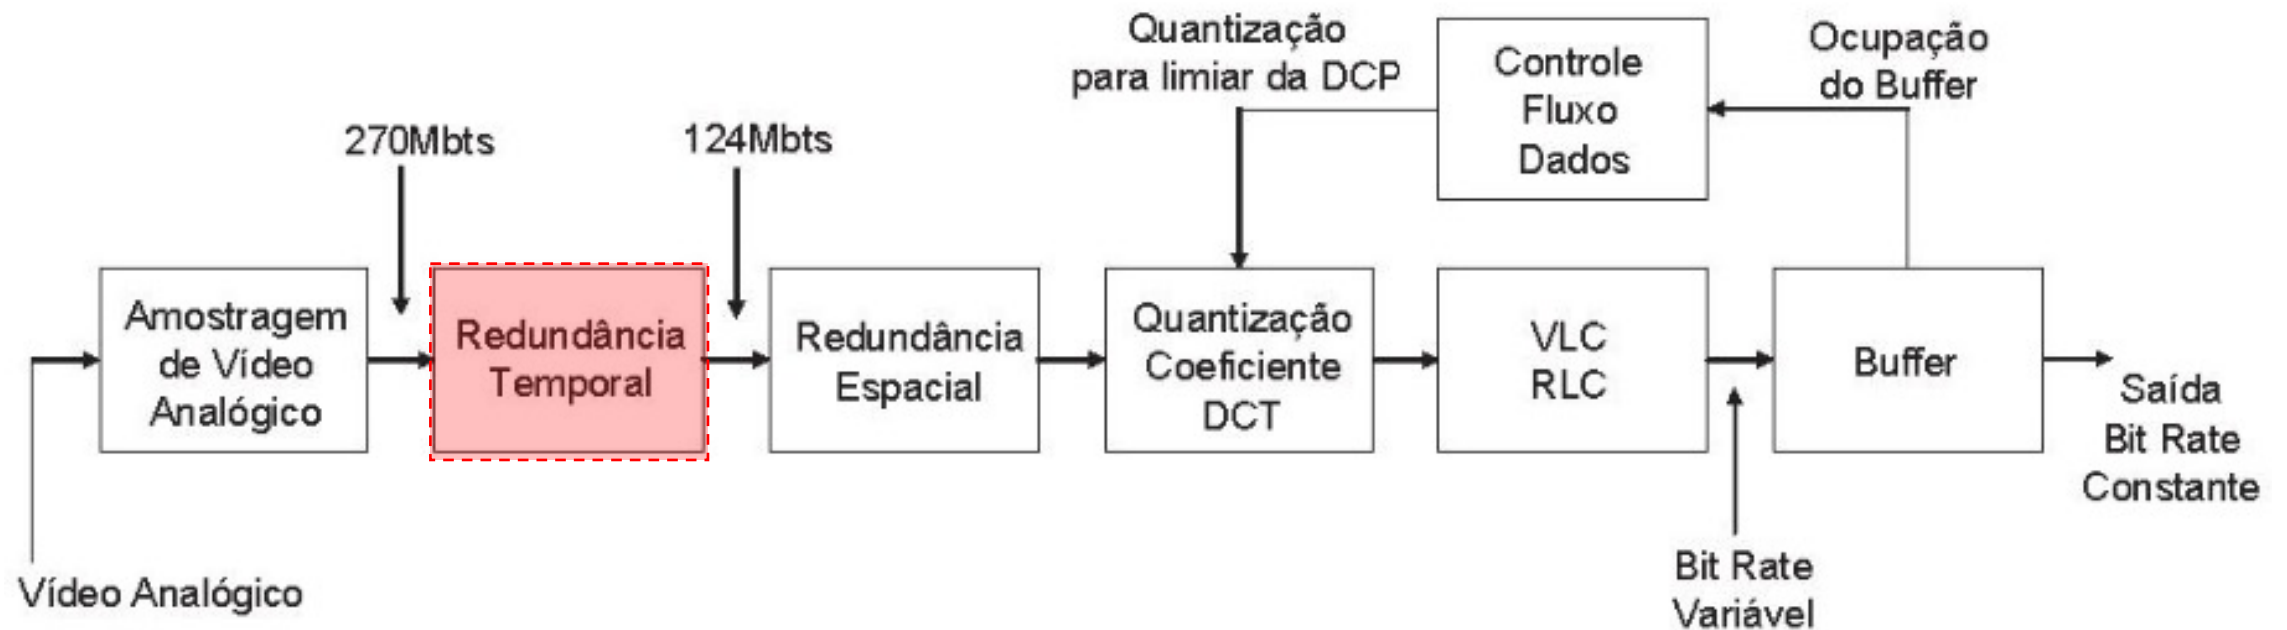 Quantização
para limiar da DCP
Controle
Fluxo
Dados
Ocupação
do Buffer
270Mbts
124Mbts
Amostragem
de Vídeo
Analógico
Redundância
Temporal
Redundância
Espacial
Quantização
Coeficiente
DCT
VLC
RLC
Buffer
Saída
Bit Rate
Constante
Vídeo Analógico
Bit Rate
Variável